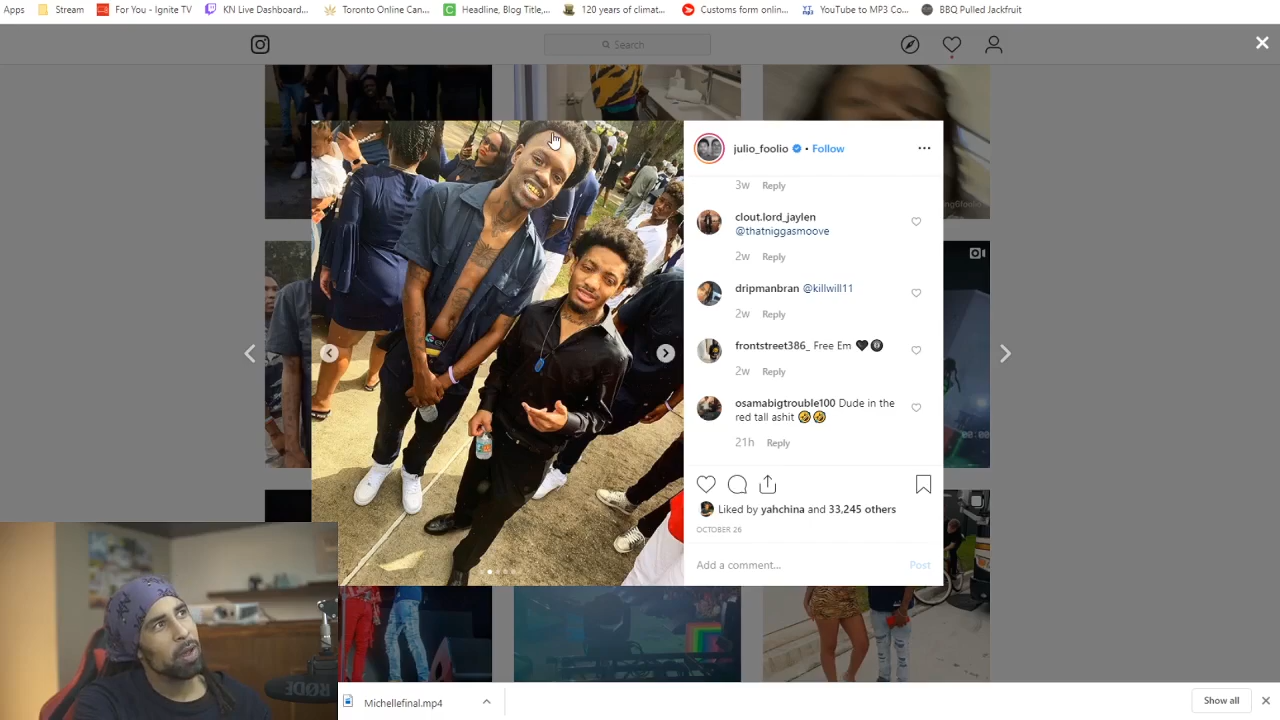 Apps Stream For You - Ignite TV KN Live Dashboard... Toronto Online Can... Headline, Blog Title,... 120 years of climat... Customs form onlin... YouTube to MP3 Co... BBQ Pulled Jackfruit
Search
julio_foolio • Follow
3w Reply
clout.lord_jaylen
@thatniggasmoove
2w Reply
dripmanbran @killwill11
2w Reply
frontstreet386_ Free Em
2w Reply
osamabigtrouble100 Dude in the
red tall ashit 🤣🤣
21h Reply
Liked by yahchina and 33,245 others
OCTOBER 26
Add a comment... Post
RØDE
Michellefinal.mp4 Show all